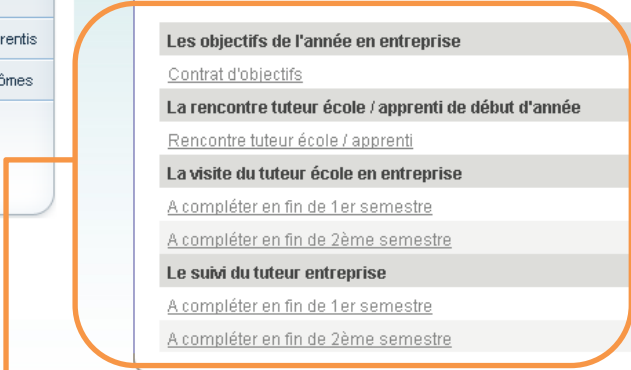 rentis
ômes
Les objectifs de l'année en entreprise
Contrat d'objectifs
La rencontre tuteur école / apprenti de début d'année
Rencontre tuteur école / apprenti
La visite du tuteur école en entreprise
A compléter en fin de 1er semestre
A compléter en fin de 2ème semestre
Le suivi du tuteur entreprise
A compléter en fin de 1er semestre
A compléter en fin de 2ème semestre